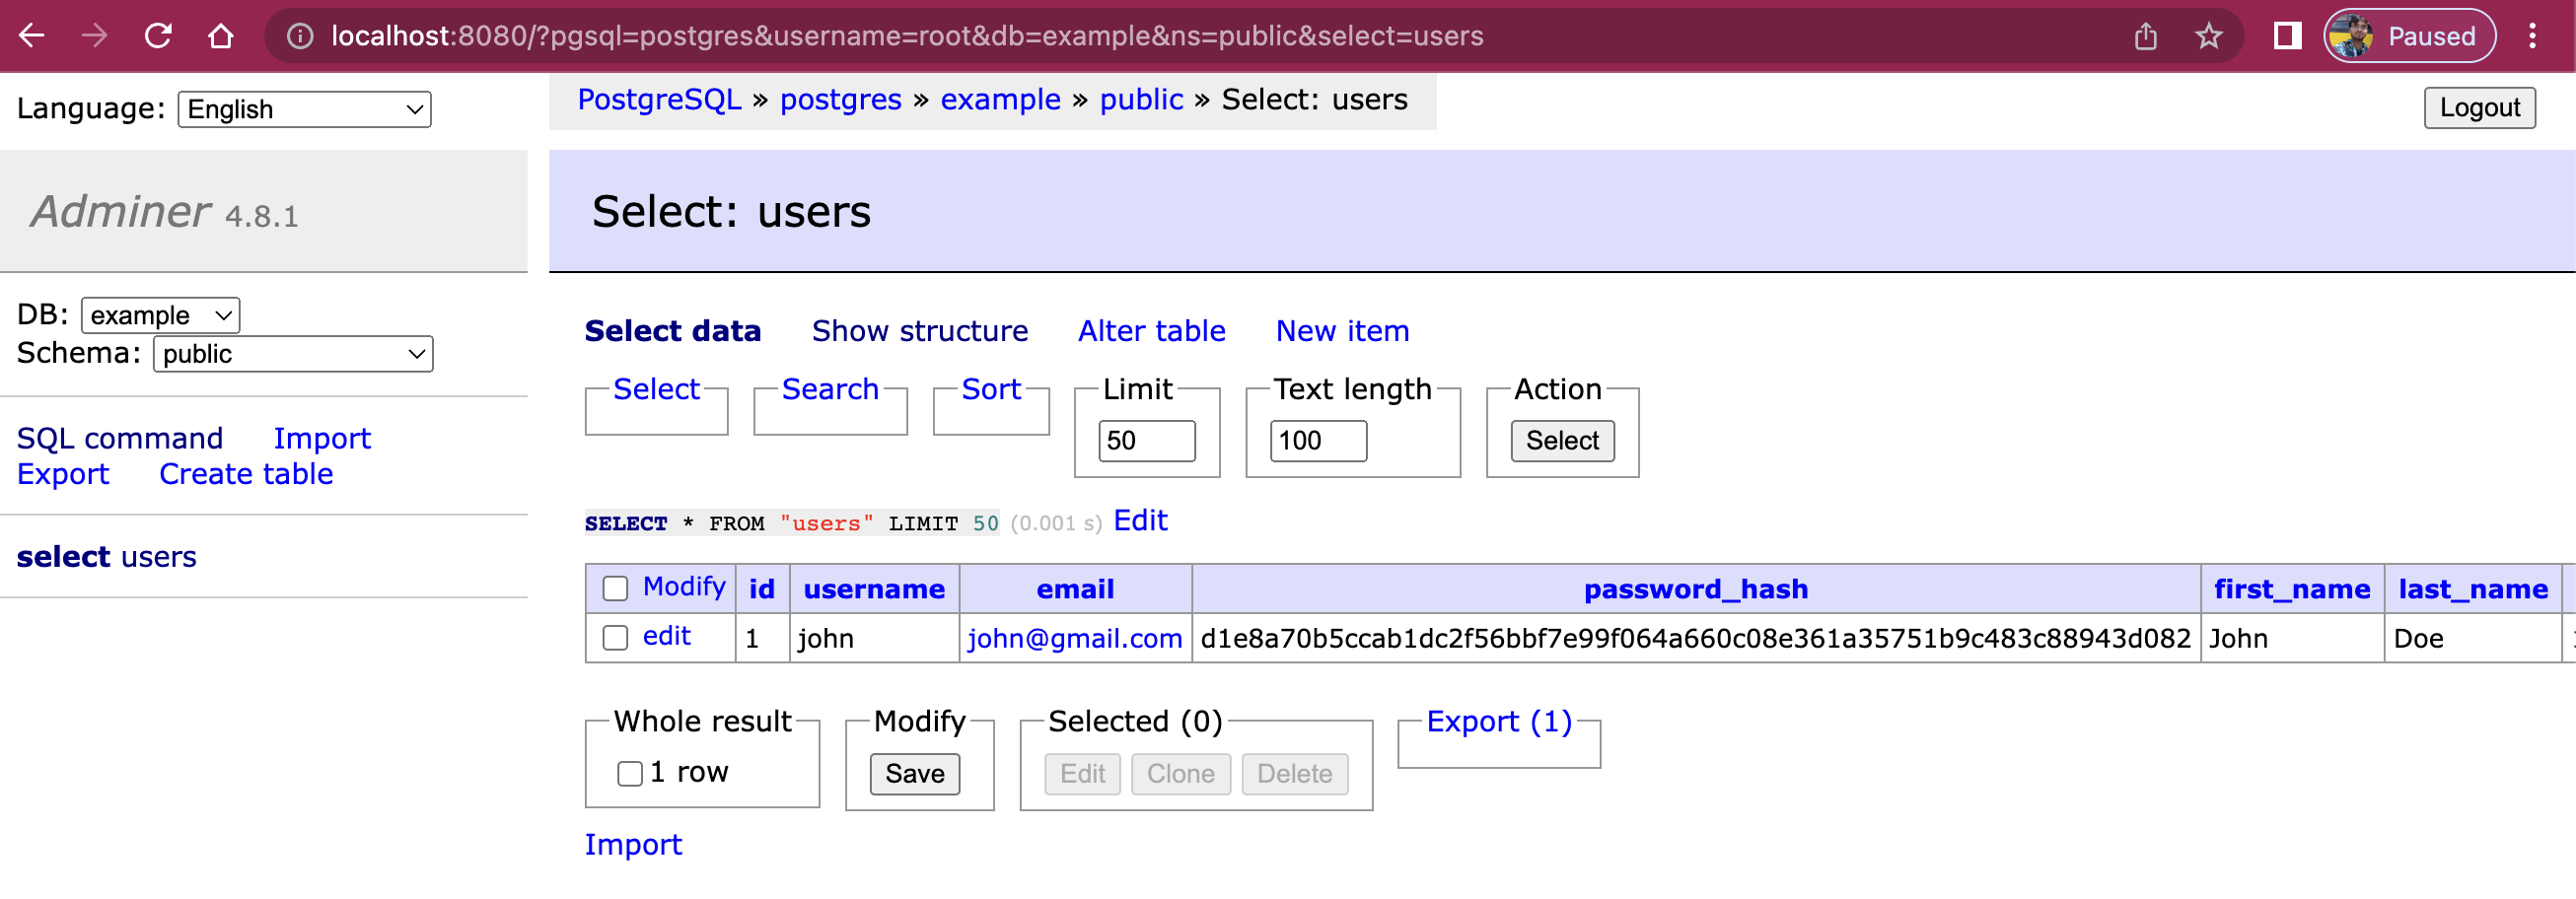 localhost:8080/?pgsql=postgres&username=root&db=example&ns=public&select=users
Paused
Language: English
PostgreSQL » postgres » example » public » Select: users
Logout
Adminer 4.8.1
Select: users
DB: example
Schema: public
SQL command Import
Export Create table
select users
Select data Show structure Alter table New item
Select Search Sort Limit Text length Action
50 100 Select
SELECT * FROM "users" LIMIT 50 (0.001 s) Edit
Modify id username email password_hash first_name last_name
edit 1 john john@gmail.com d1e8a70b5ccab1dc2f56bbf7e99f064a660c08e361a35751b9c483c88943d082 John Doe
Whole result Modify Selected (0) Export (1)
1 row Save Edit Clone Delete
Import